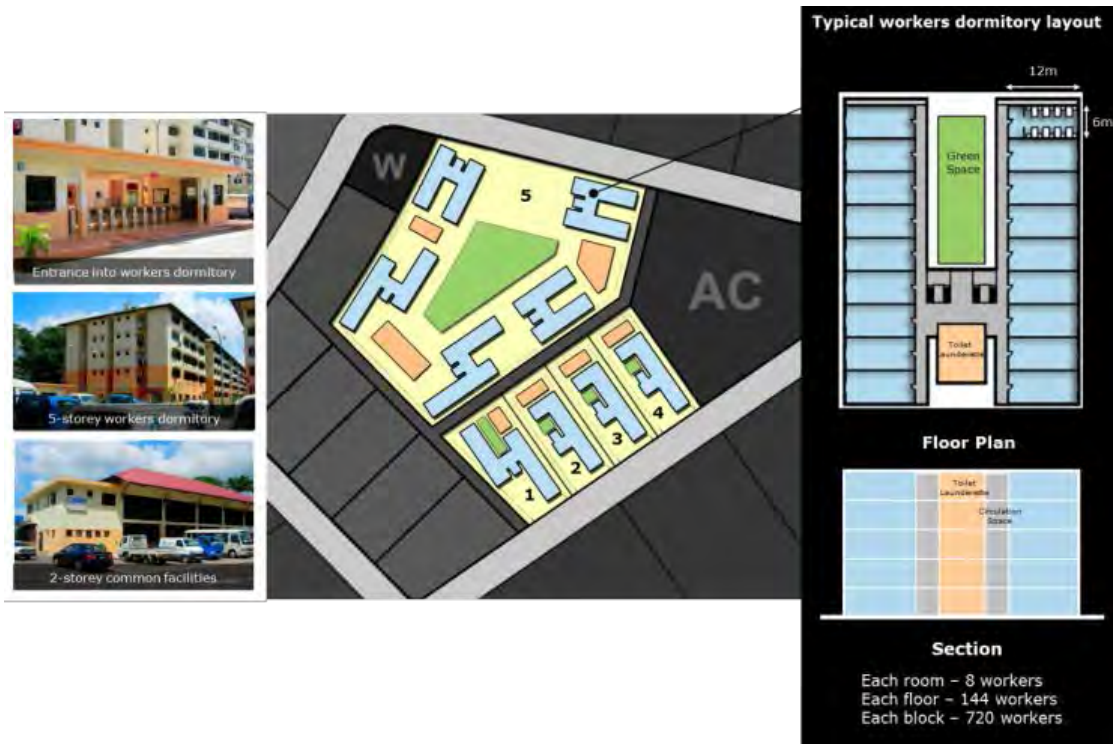 Typical workers dormitory layout
12m
6m
Green
Space
Toilet
Launderette
Floor Plan
Toilet
Launderette
Circulation
Space
Section
Each room – 8 workers
Each floor – 144 workers
Each block – 720 workers
Entrance into workers dormitory
5-storey workers dormitory
2-storey common facilities
W
5
AC
4
3
2
1